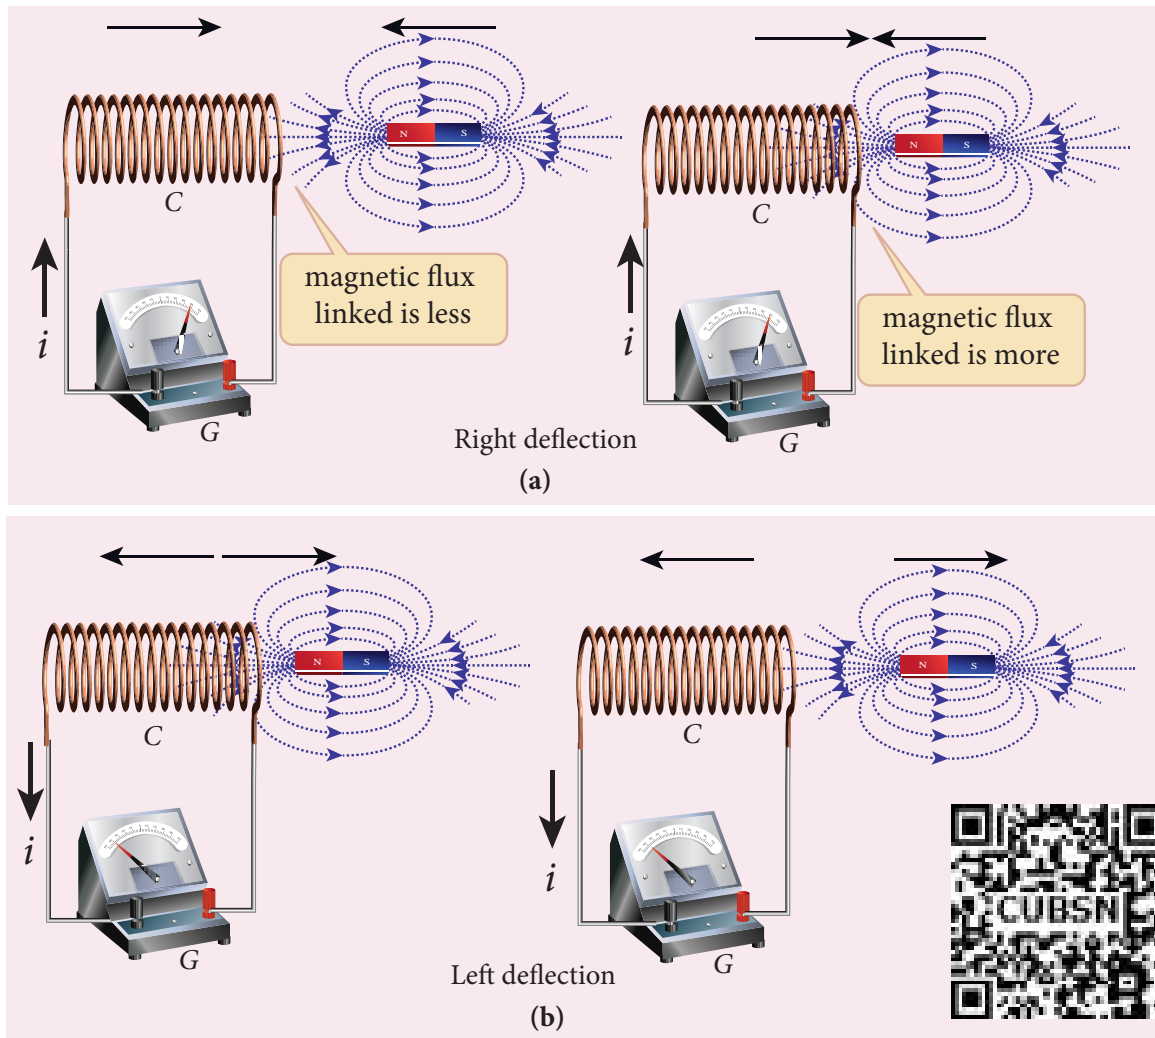 N S
N S
C
C
i
magnetic flux
linked is less
i
magnetic flux
linked is more
G
G
Right deflection
(a)
N S
N S
C
C
i
i
CUBSN
G
G
Left deflection
(b)